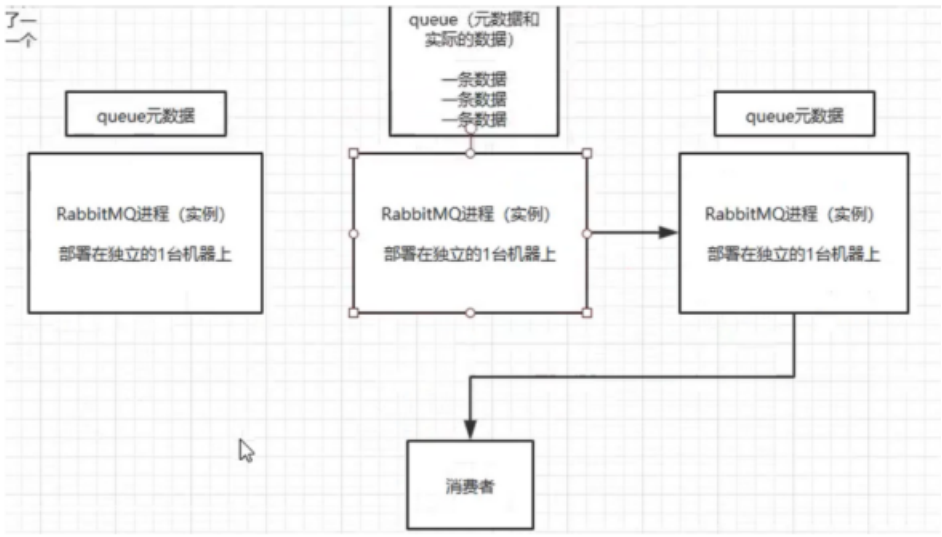 了一
一个
queue（元数据和
实际的数据）
一条数据
一条数据
一条数据
queue元数据
queue元数据
RabbitMQ进程（实例）
部署在独立的1台机器上
RabbitMQ进程（实例）
部署在独立的1台机器上
RabbitMQ进程（实例）
部署在独立的1台机器上
消费者